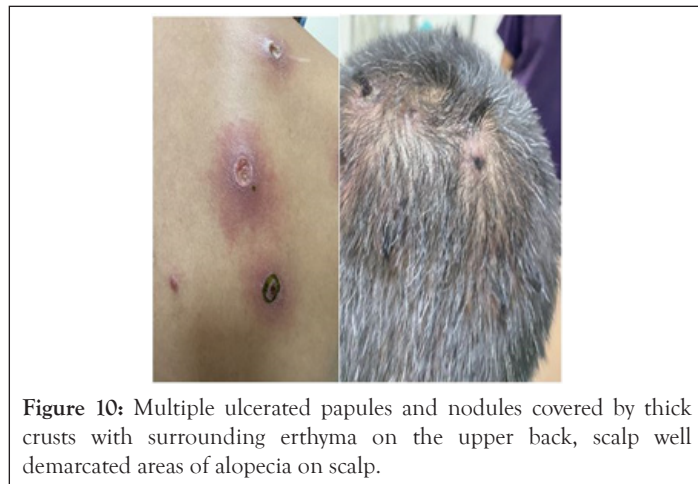 Figure 10: Multiple ulcerated papules and nodules covered by thick
crusts with surrounding erthyma on the upper back, scalp well
demarcated areas of alopecia on scalp.